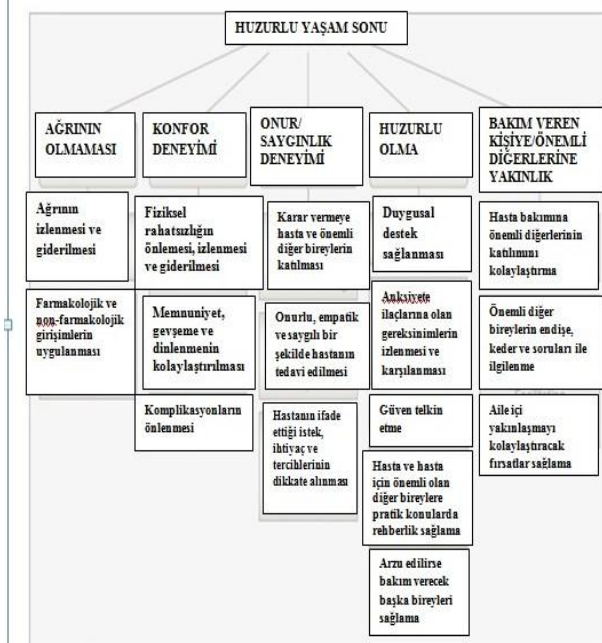 HUZURLU YAŞAM SONU
AĞRININ
OLMAMASI
Ağrının
izlenmesi ve
giderilmesi
Farmakolojik ve
non-farmakolojik
girişimlerin
uygulanması
KONFOR
DENEYİMİ
Fiziksel
rahatsızlığın
önlemesi, izlenmesi
ve giderilmesi
Memnuniyet,
gevşeme ve
dinlenmenin
kolaylaştırılması
Komplikasyonların
önlenmesi
ONUR/
SAYGINLIK
DENEYİMİ
Karar vermeye
hasta ve önemli
diğer bireylerin
katılması
Onurlu, empatik
ve saygılı bir
şekilde hastanın
tedavi edilmesi
Hastanın ifade
ettiği istek,
ihtiyaç ve
tercihlerinin
dikkate alınması
HUZURLU
OLMA
Duygusal
destek
sağlanması
Anksiyete
ilaçlarına olan
gereksinimlerin
izlenmesi ve
karşılanması
Güven telkin
etme
Hasta ve hasta
için önemli olan
diğer bireylere
pratik konularda
rehberlik sağlama
Arzu edilirse
bakım verecek
başka bireyleri
sağlama
BAKIM VEREN
KİŞİYE/ÖNEMLİ
DİĞERLERİNE
YAKINLIK
Hasta bakımına
önemli diğerlerinin
katılımını
kolaylaştırma
Önemli diğer
bireylerin endişe,
keder ve soruları ile
ilgilenme
Aile içi
yakınlaşmayı
kolaylaştıracak
fırsatlar sağlama